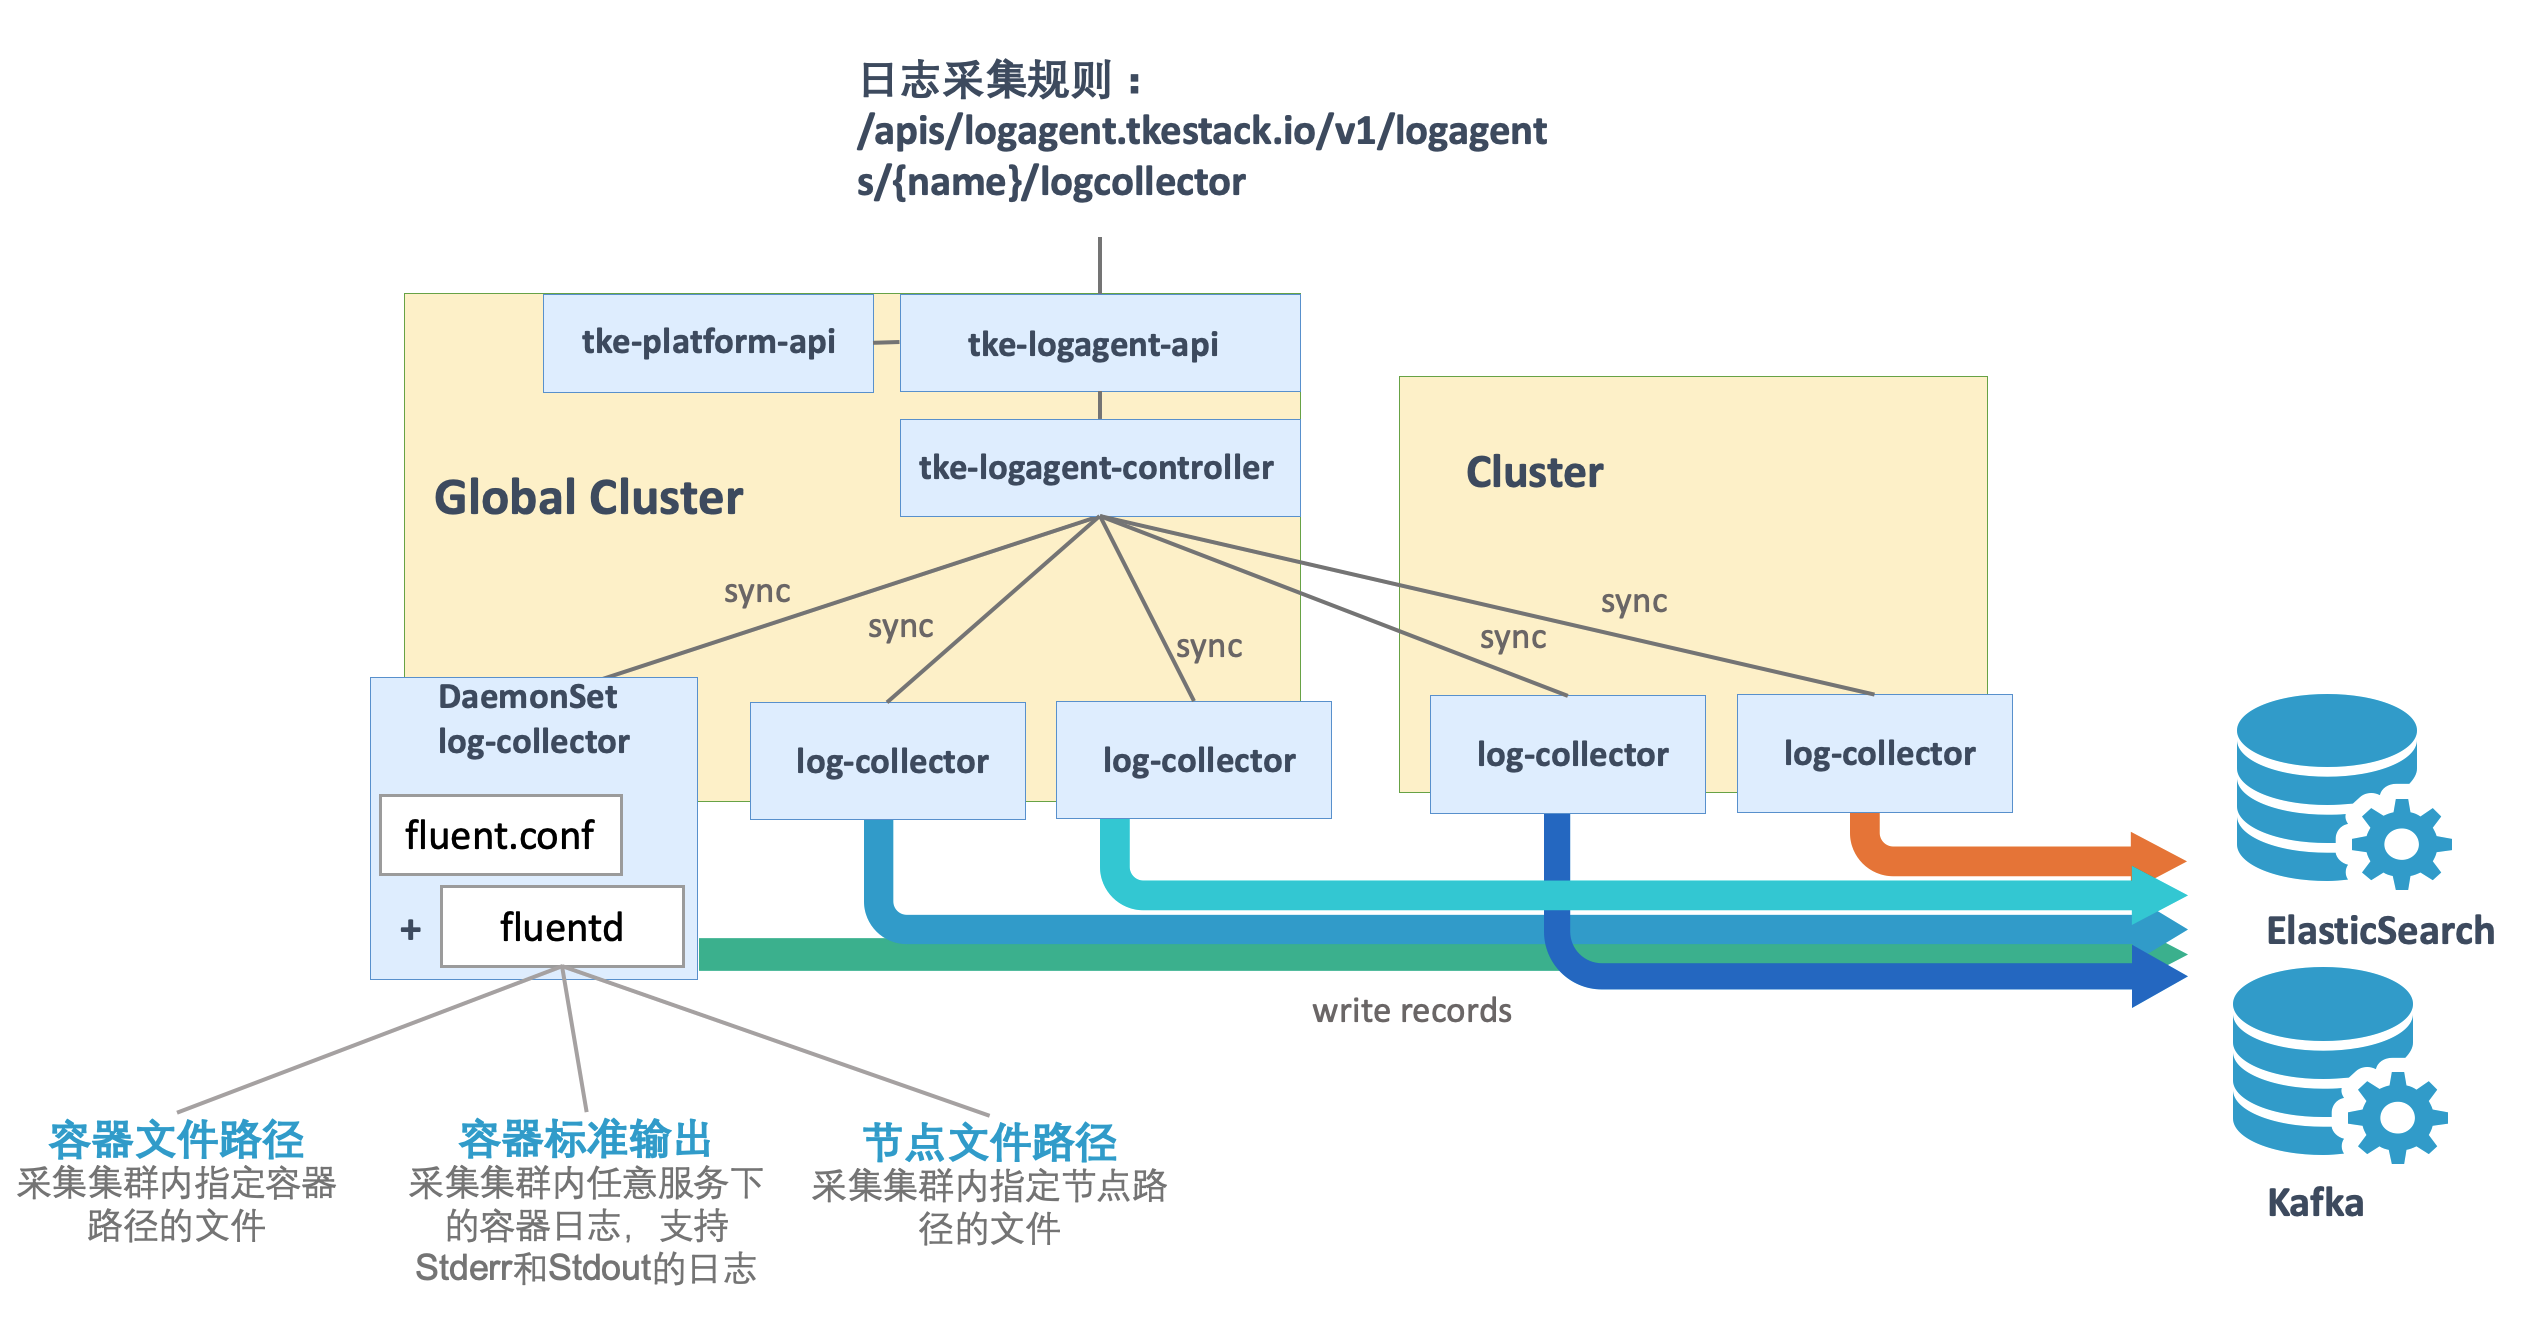 日志采集规则：
/apis/logagent.tkestack.io/v1/logagent
s/{name}/logcollector
tke-platform-api
tke-logagent-api
tke-logagent-controller
Global Cluster
Cluster
sync
sync
sync
sync
sync
DaemonSet
log-collector
log-collector
log-collector
log-collector
log-collector
fluent.conf
+
fluentd
ElasticSearch
write records
Kafka
容器文件路径
采集集群内指定容器
路径的文件
容器标准输出
采集集群内任意服务下
的容器日志，支持
Stderr和Stdout的日志
节点文件路径
采集集群内指定节点路
径的文件